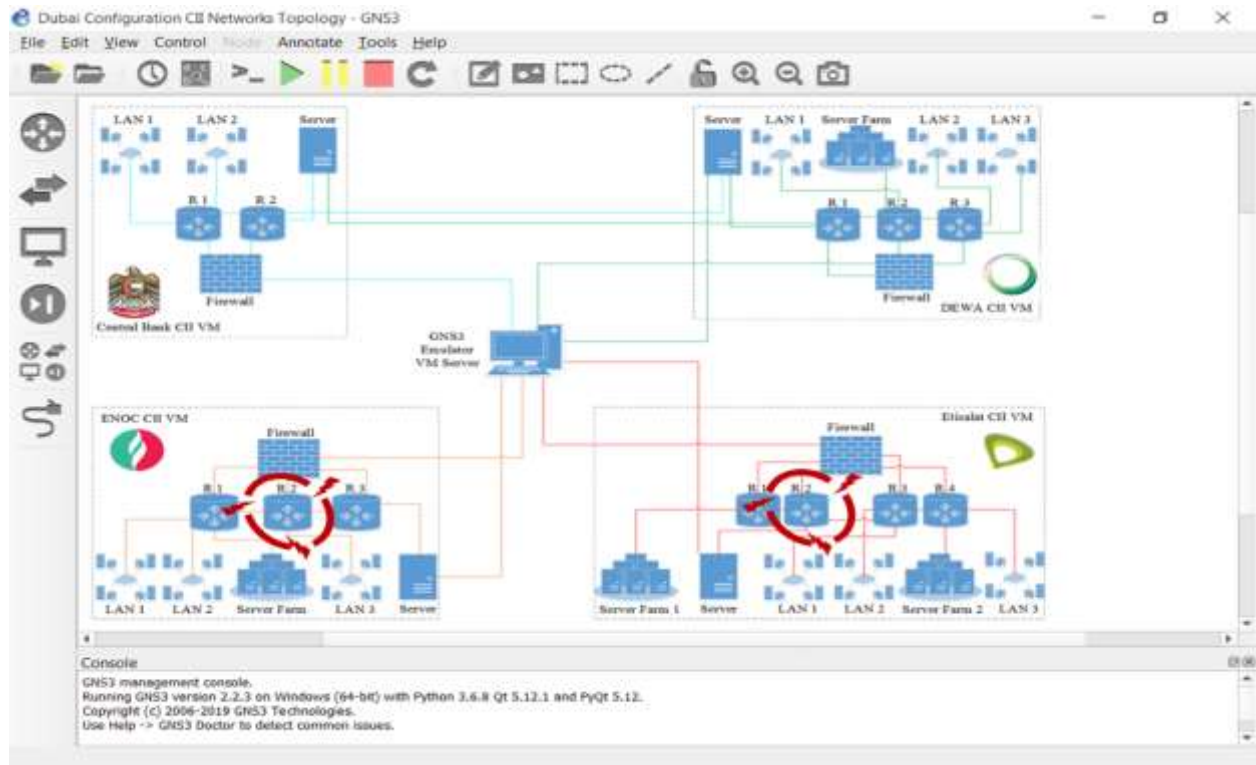 Dubai Configuration CII Networks Topology - GNS3
File Edit View Control Node Annotate Tools Help
LAN 1 LAN 2 Server
R 1 R 2
Firewall
Central Bank CII VM
Server LAN 1 Server Farm LAN 2 LAN 3
R 1 R 2 R 3
Firewall
DEWA CII VM
GNS3
Emulator
VM Server
ENOC CII VM
Firewall
R 1 R 2 R 3
LAN 1 LAN 2 Server Farm LAN 3 Server
Etisalat CII VM
Firewall
R 1 R 2 R 3 R 4
Server Farm 1 Server LAN 1 LAN 2 Server Farm 2 LAN 3
Console
GNS3 management console.
Running GNS3 version 2.2.3 on Windows (64-bit) with Python 3.6.8 Qt 5.12.1 and PyQt 5.12.
Copyright (c) 2006-2019 GNS3 Technologies.
Use Help -> GNS3 Doctor to detect common issues.